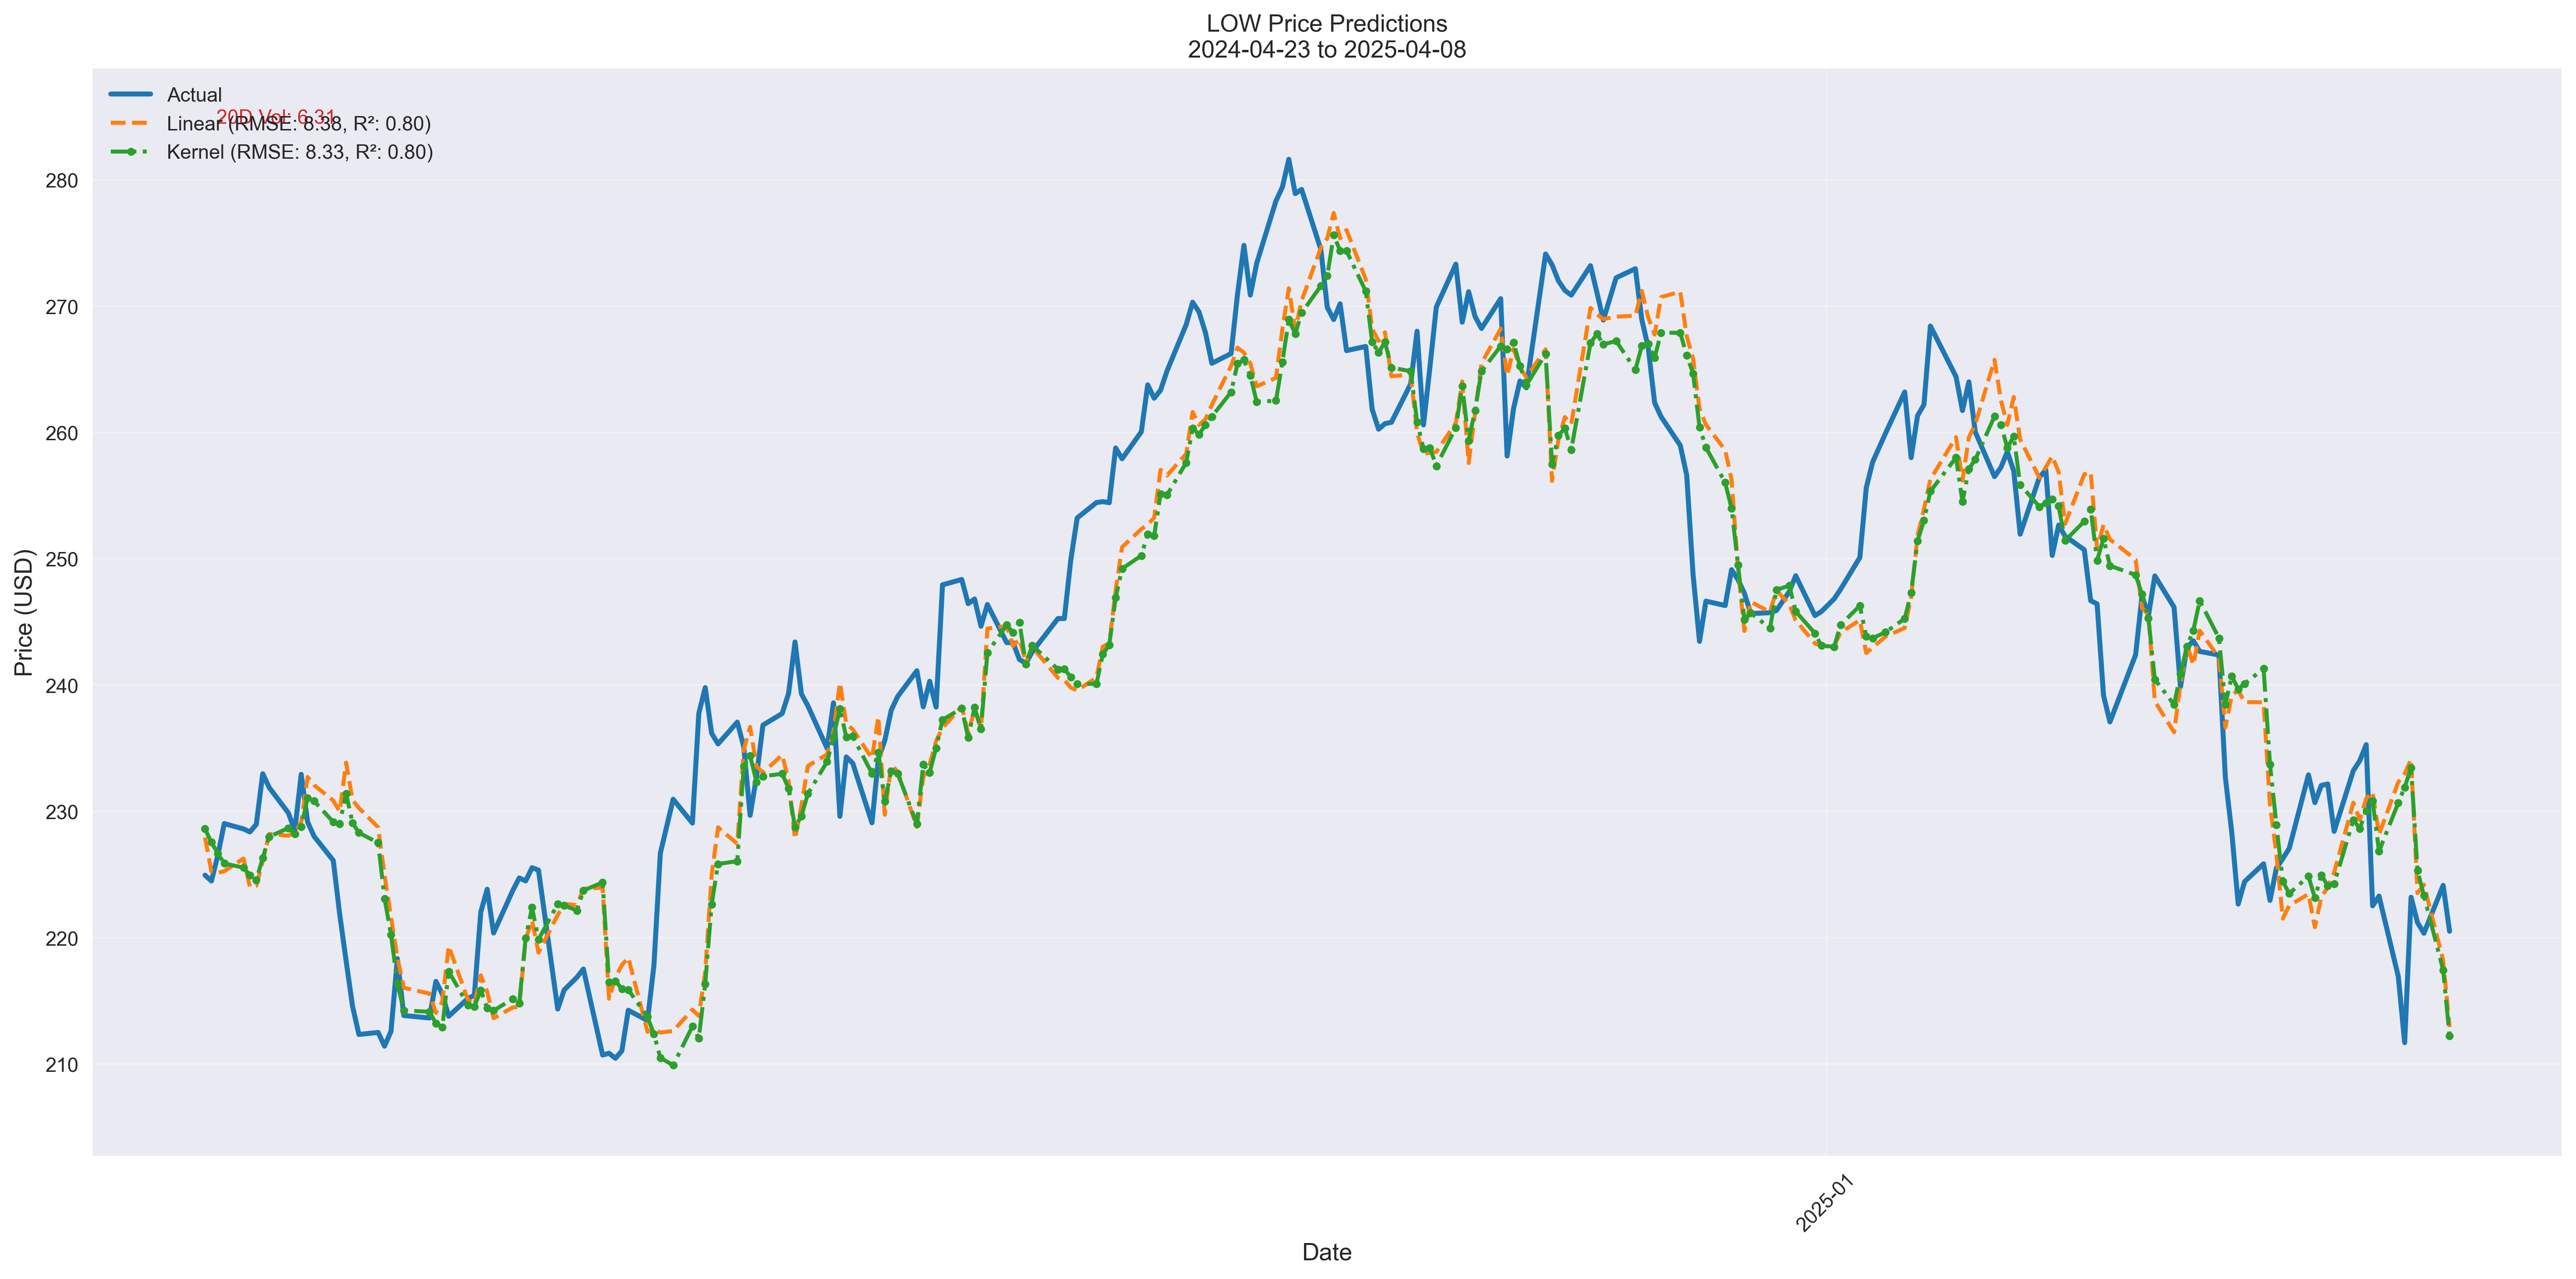 LOW Price Predictions
2024-04-23 to 2025-04-08
Actual
20D Vol: 6.31
Linear (RMSE: 8.38, R²: 0.80)
Kernel (RMSE: 8.33, R²: 0.80)
280
270
260
250
240
230
220
210
Price (USD)
2025-01
Date